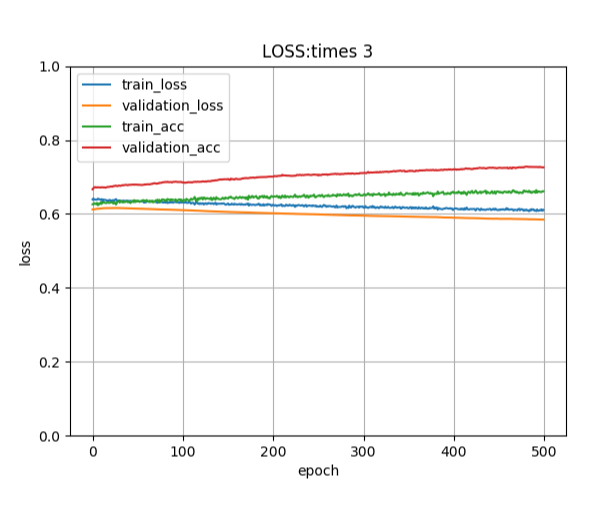 LOSS:times 3
1.0
0.8
0.6
0.4
0.2
0.0
loss
train_loss
validation_loss
train_acc
validation_acc
0 100 200 300 400 500
epoch